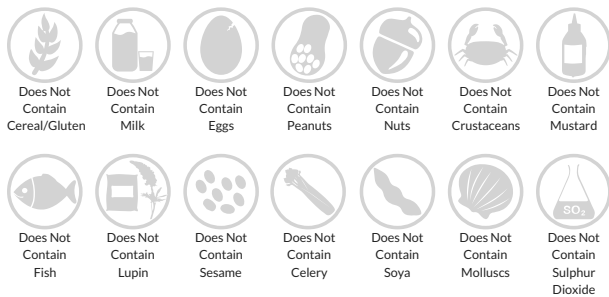 Does Not
Contain
Cereal/Gluten
Does Not
Contain
Milk
Does Not
Contain
Eggs
Does Not
Contain
Peanuts
Does Not
Contain
Nuts
Does Not
Contain
Crustaceans
Does Not
Contain
Mustard
Does Not
Contain
Fish
Does Not
Contain
Lupin
Does Not
Contain
Sesame
Does Not
Contain
Celery
Does Not
Contain
Soya
Does Not
Contain
Molluscs
SO₂
Does Not
Contain
Sulphur
Dioxide